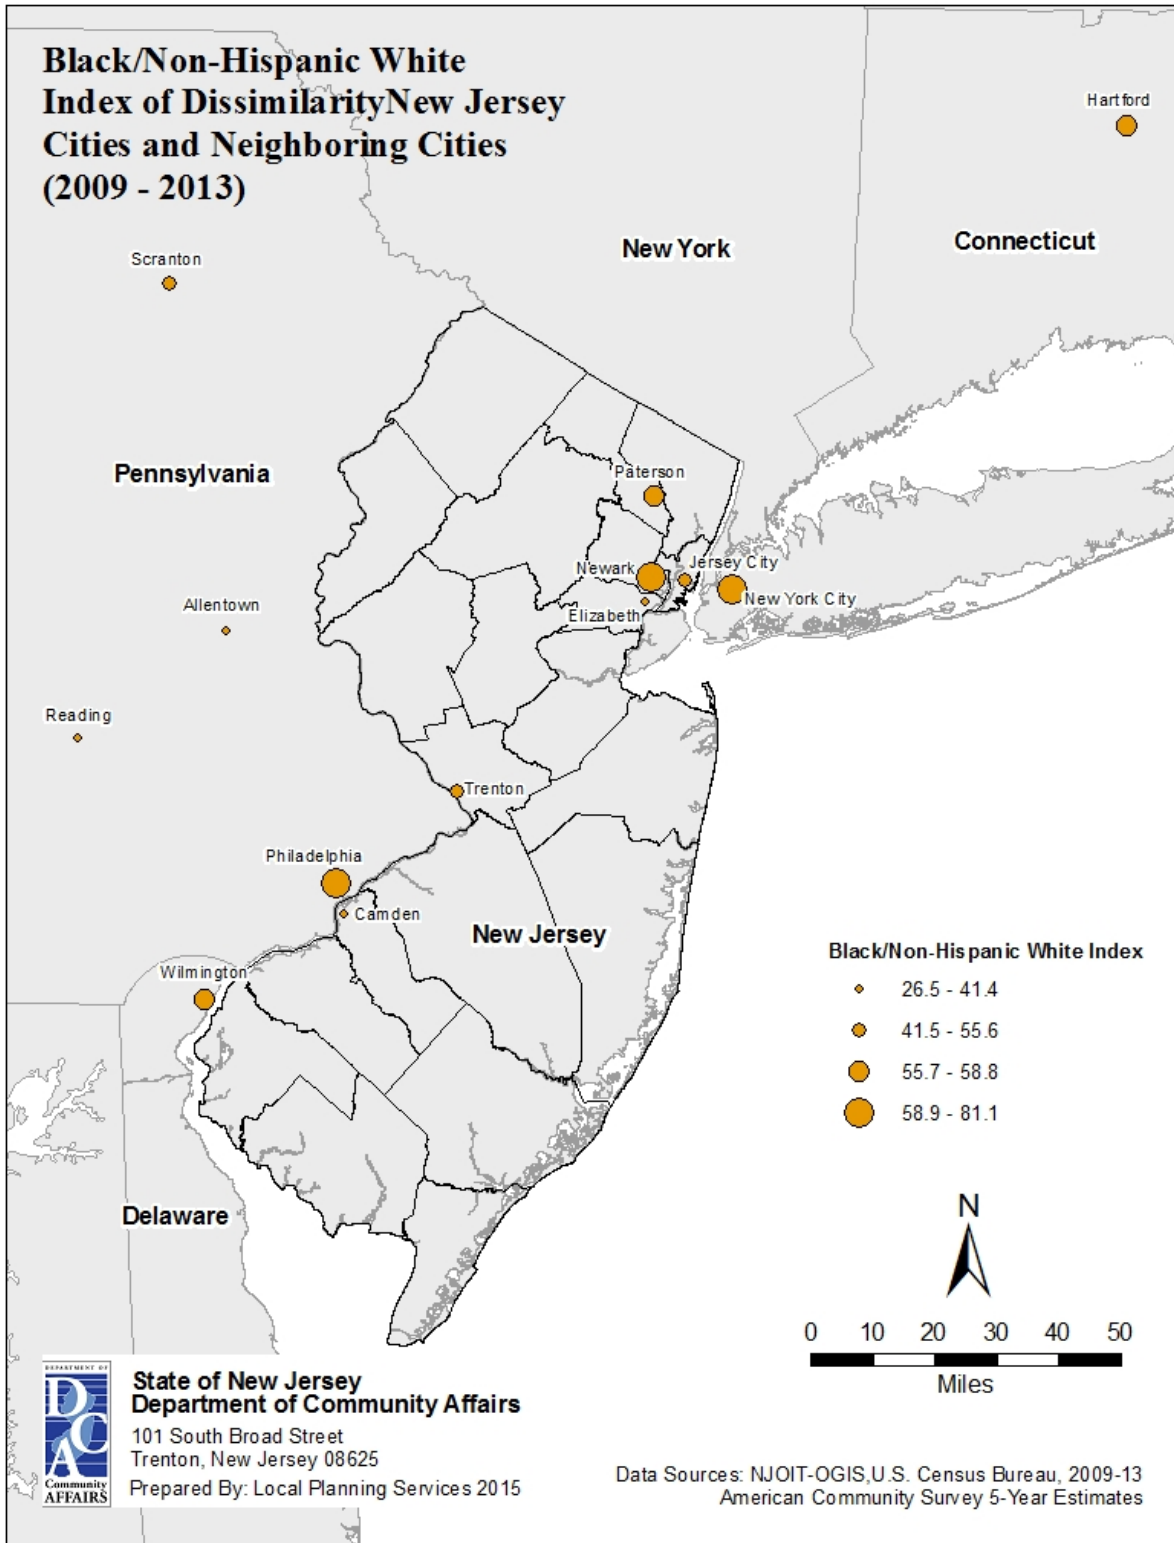 Black/Non-Hispanic White
Index of DissimilarityNew Jersey
Cities and Neighboring Cities
(2009 - 2013)
Hartford
New York
Connecticut
Scranton
Pennsylvania
Paterson
Newark
Jersey City
New York City
Elizabeth
Allentown
Reading
Trenton
Philadelphia
Camden
New Jersey
Wilmington
Black/Non-Hispanic White Index
26.5 - 41.4
41.5 - 55.6
55.7 - 58.8
58.9 - 81.1
Delaware
N
0 10 20 30 40 50
Miles
DEPARTMENT OF
DCA
Community
AFFAIRS
State of New Jersey
Department of Community Affairs
101 South Broad Street
Trenton, New Jersey 08625
Prepared By: Local Planning Services 2015
Data Sources: NJOIT-OGIS,U.S. Census Bureau, 2009-13
American Community Survey 5-Year Estimates